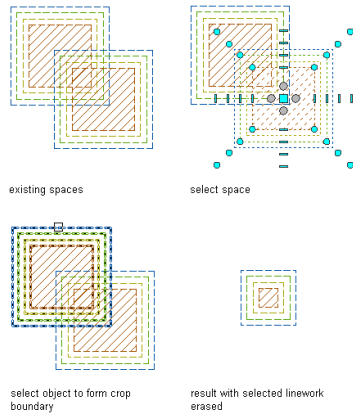 existing spaces
select space
select object to form crop
boundary
result with selected linework
erased